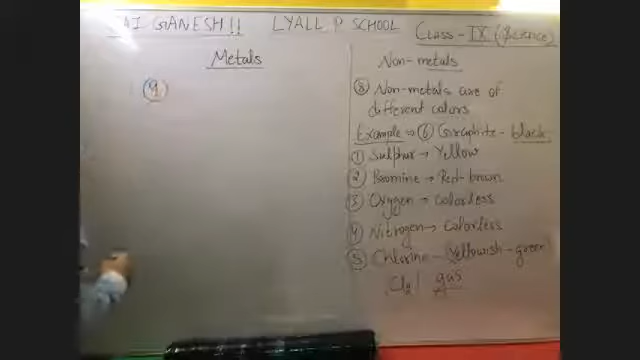 JAI GANESH!! LYALL P SCHOOL Class - IX (Science)
Metals
9
Non-metals
8 Non-metals are of
different colors
Example ⇒ 6 Graphite - black
1 Sulphur → Yellow
2 Bromine → Red-brown
3 Oxygen → Colorless
4 Nitrogen → Colorless
5 Chlorine - (Yellowish-green)
Cl2) gas